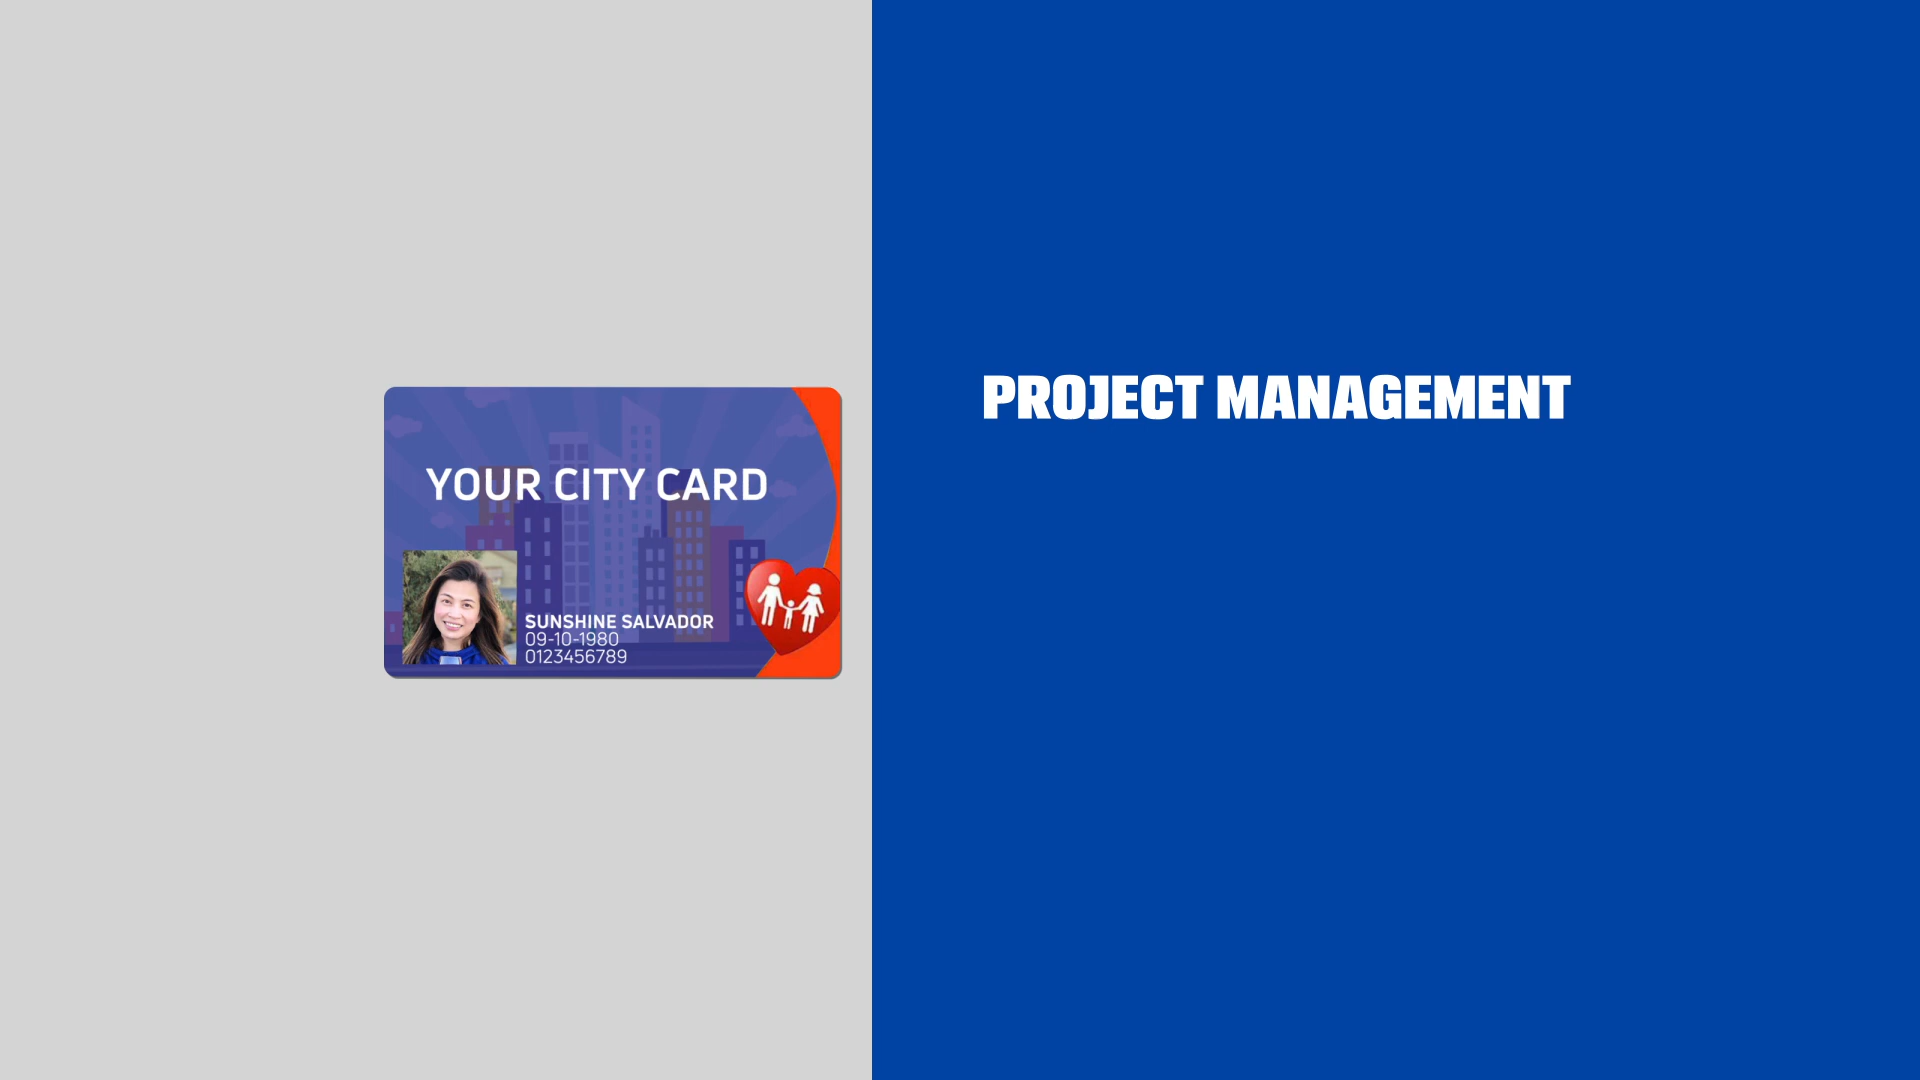 YOUR CITY CARD
SUNSHINE SALVADOR
09-10-1980
0123456789
PROJECT MANAGEMENT